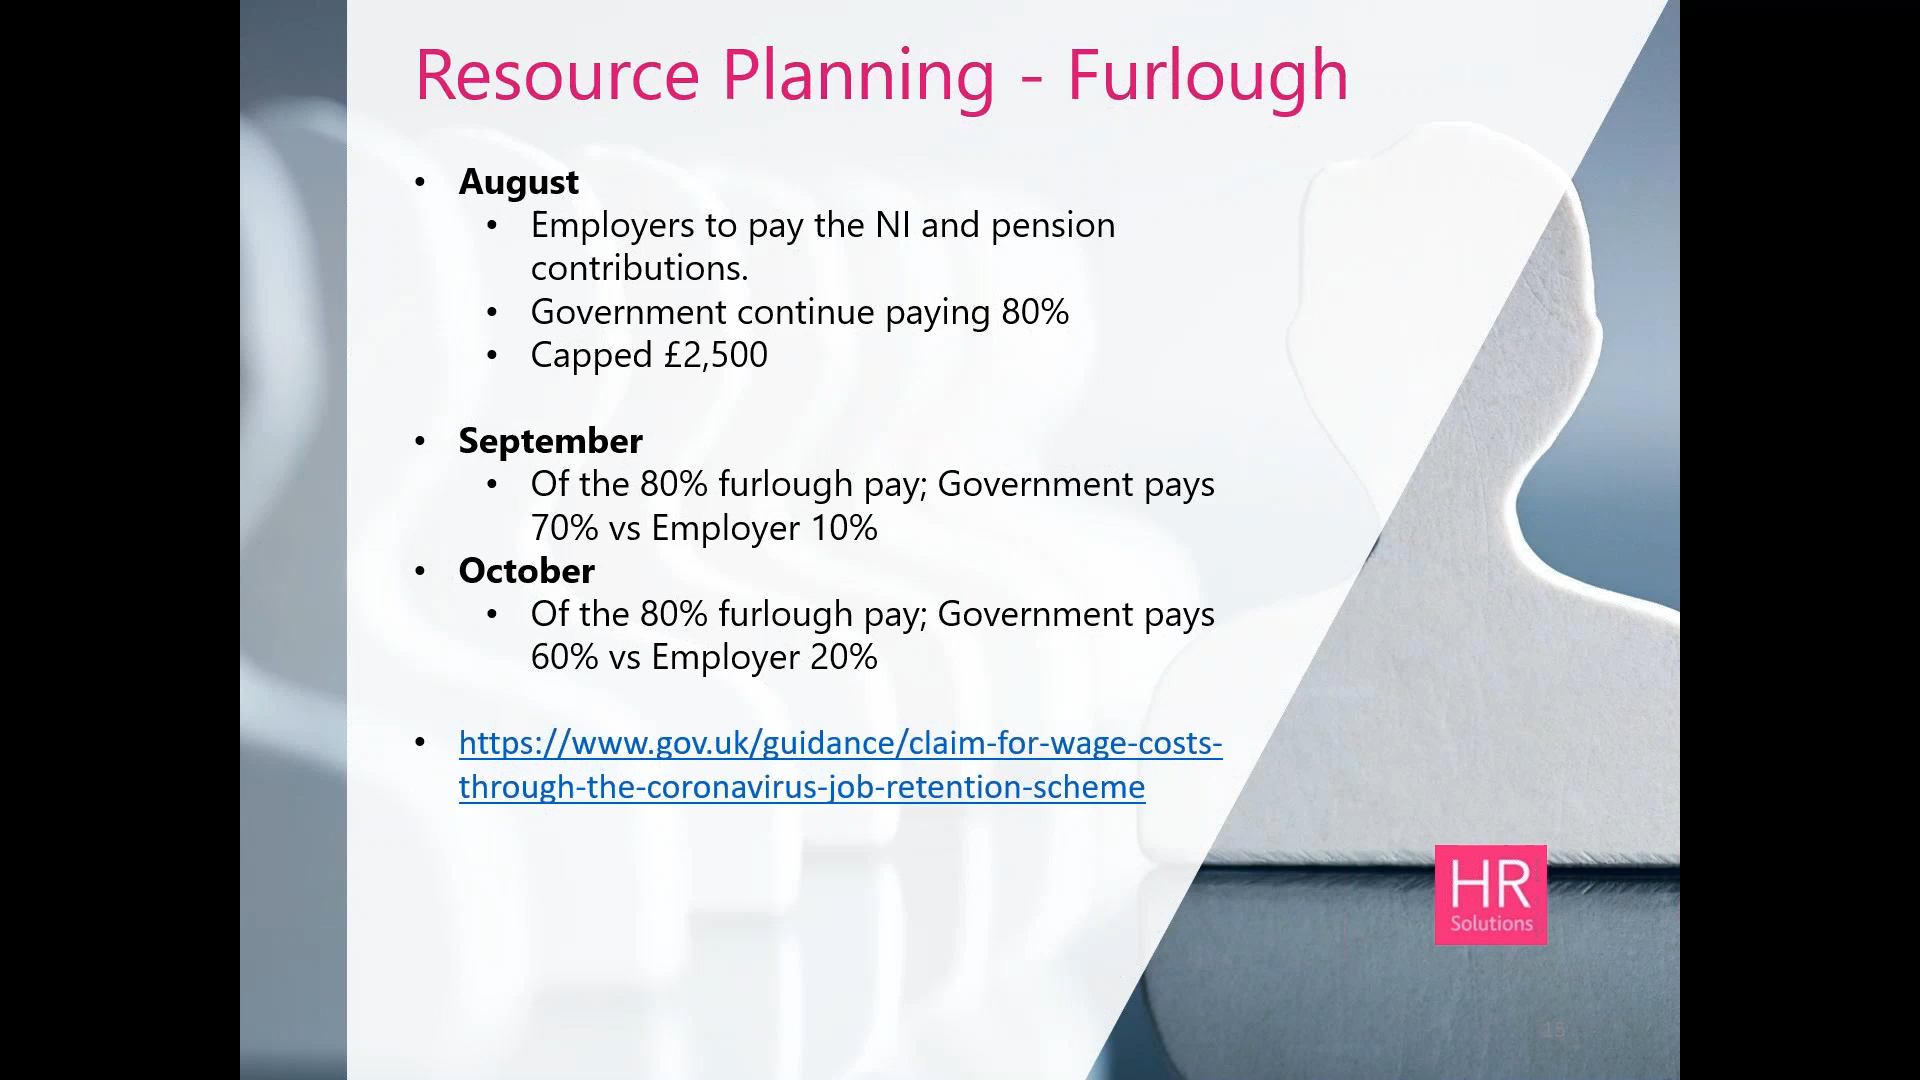 Resource Planning - Furlough
• August
• Employers to pay the NI and pension
contributions.
• Government continue paying 80%
• Capped £2,500
• September
• Of the 80% furlough pay; Government pays
70% vs Employer 10%
• October
• Of the 80% furlough pay; Government pays
60% vs Employer 20%
• https://www.gov.uk/guidance/claim-for-wage-costs-
through-the-coronavirus-job-retention-scheme
HR
Solutions
15